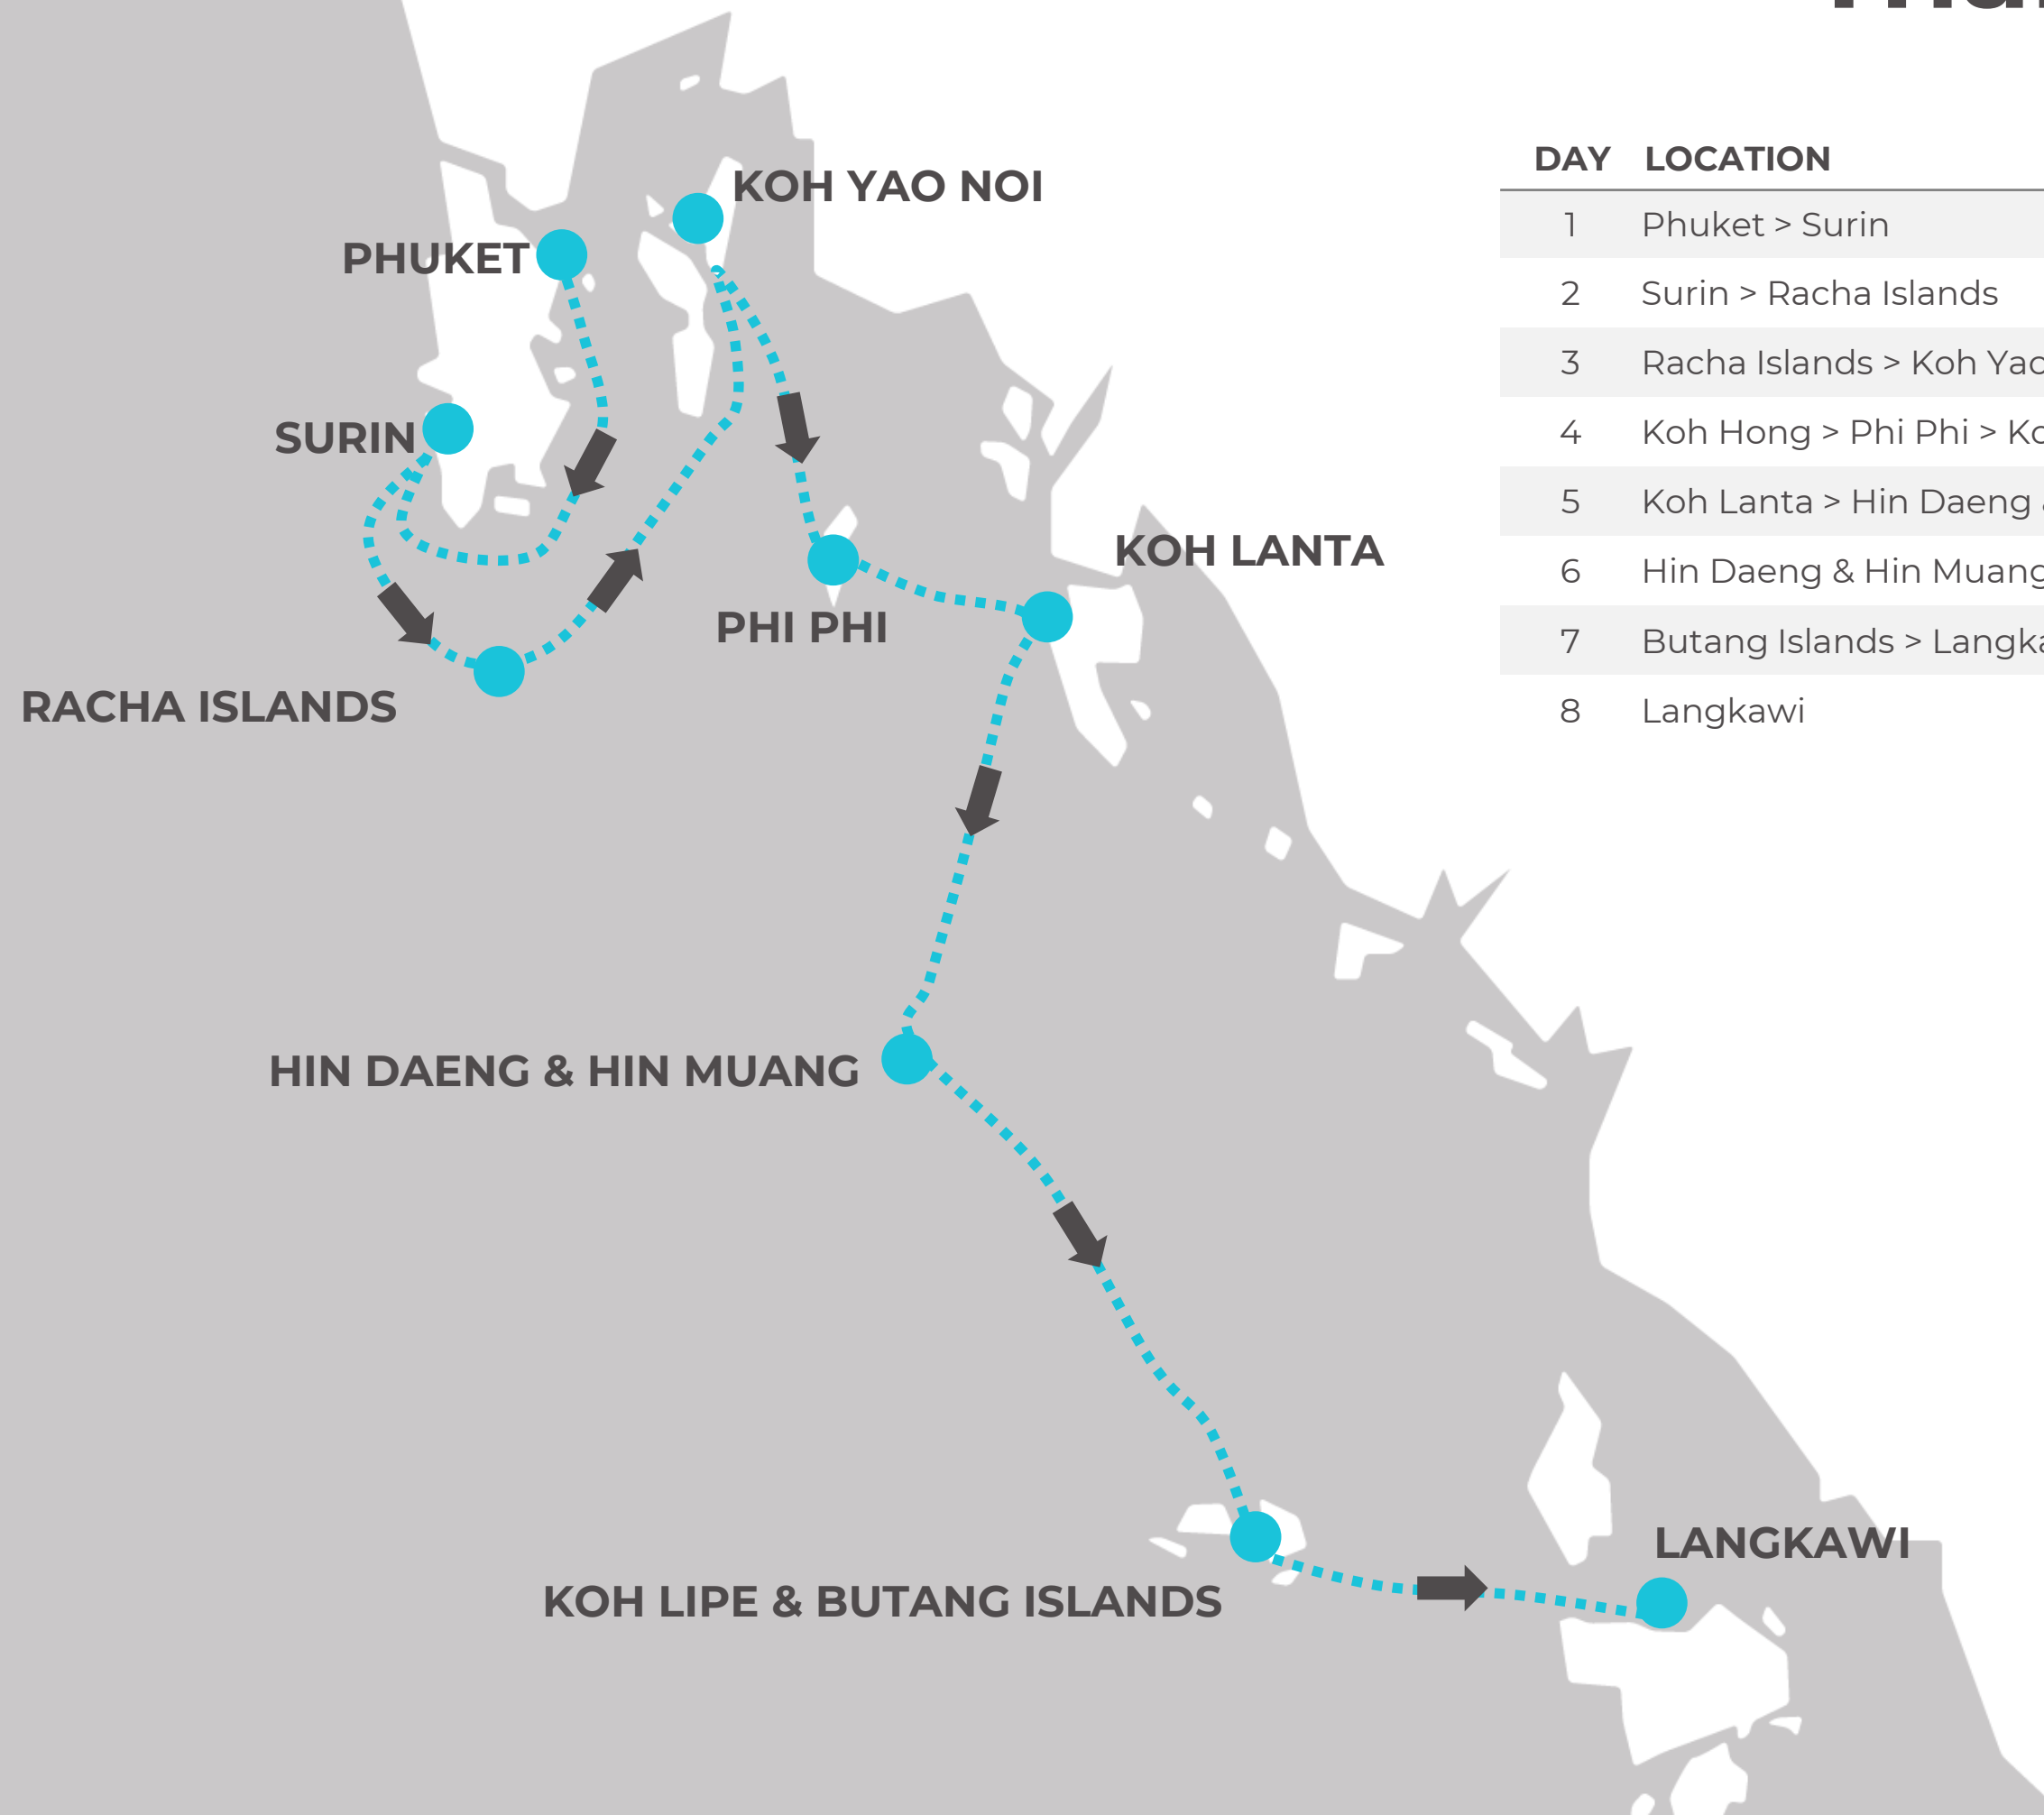 KOH YAO NOI
PHUKET
SURIN
KOH LANTA
PHI PHI
RACHA ISLANDS
HIN DAENG & HIN MUANG
LANGKAWI
KOH LIPE & BUTANG ISLANDS
DAY LOCATION
1 Phuket > Surin
2 Surin > Racha Islands
3 Racha Islands > Koh Yao
4 Koh Hong > Phi Phi > Ko
5 Koh Lanta > Hin Daeng
6 Hin Daeng & Hin Muang
7 Butang Islands > Langka
8 Langkawi